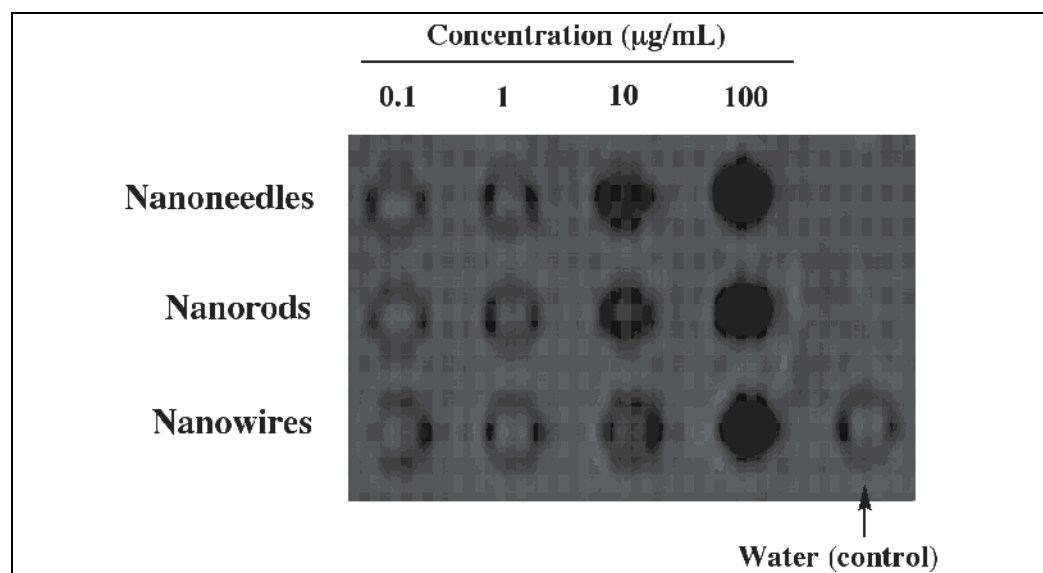 Concentration (µg/mL)
0.1 1 10 100
Nanoneedles
Nanorods
Nanowires
Water (control)